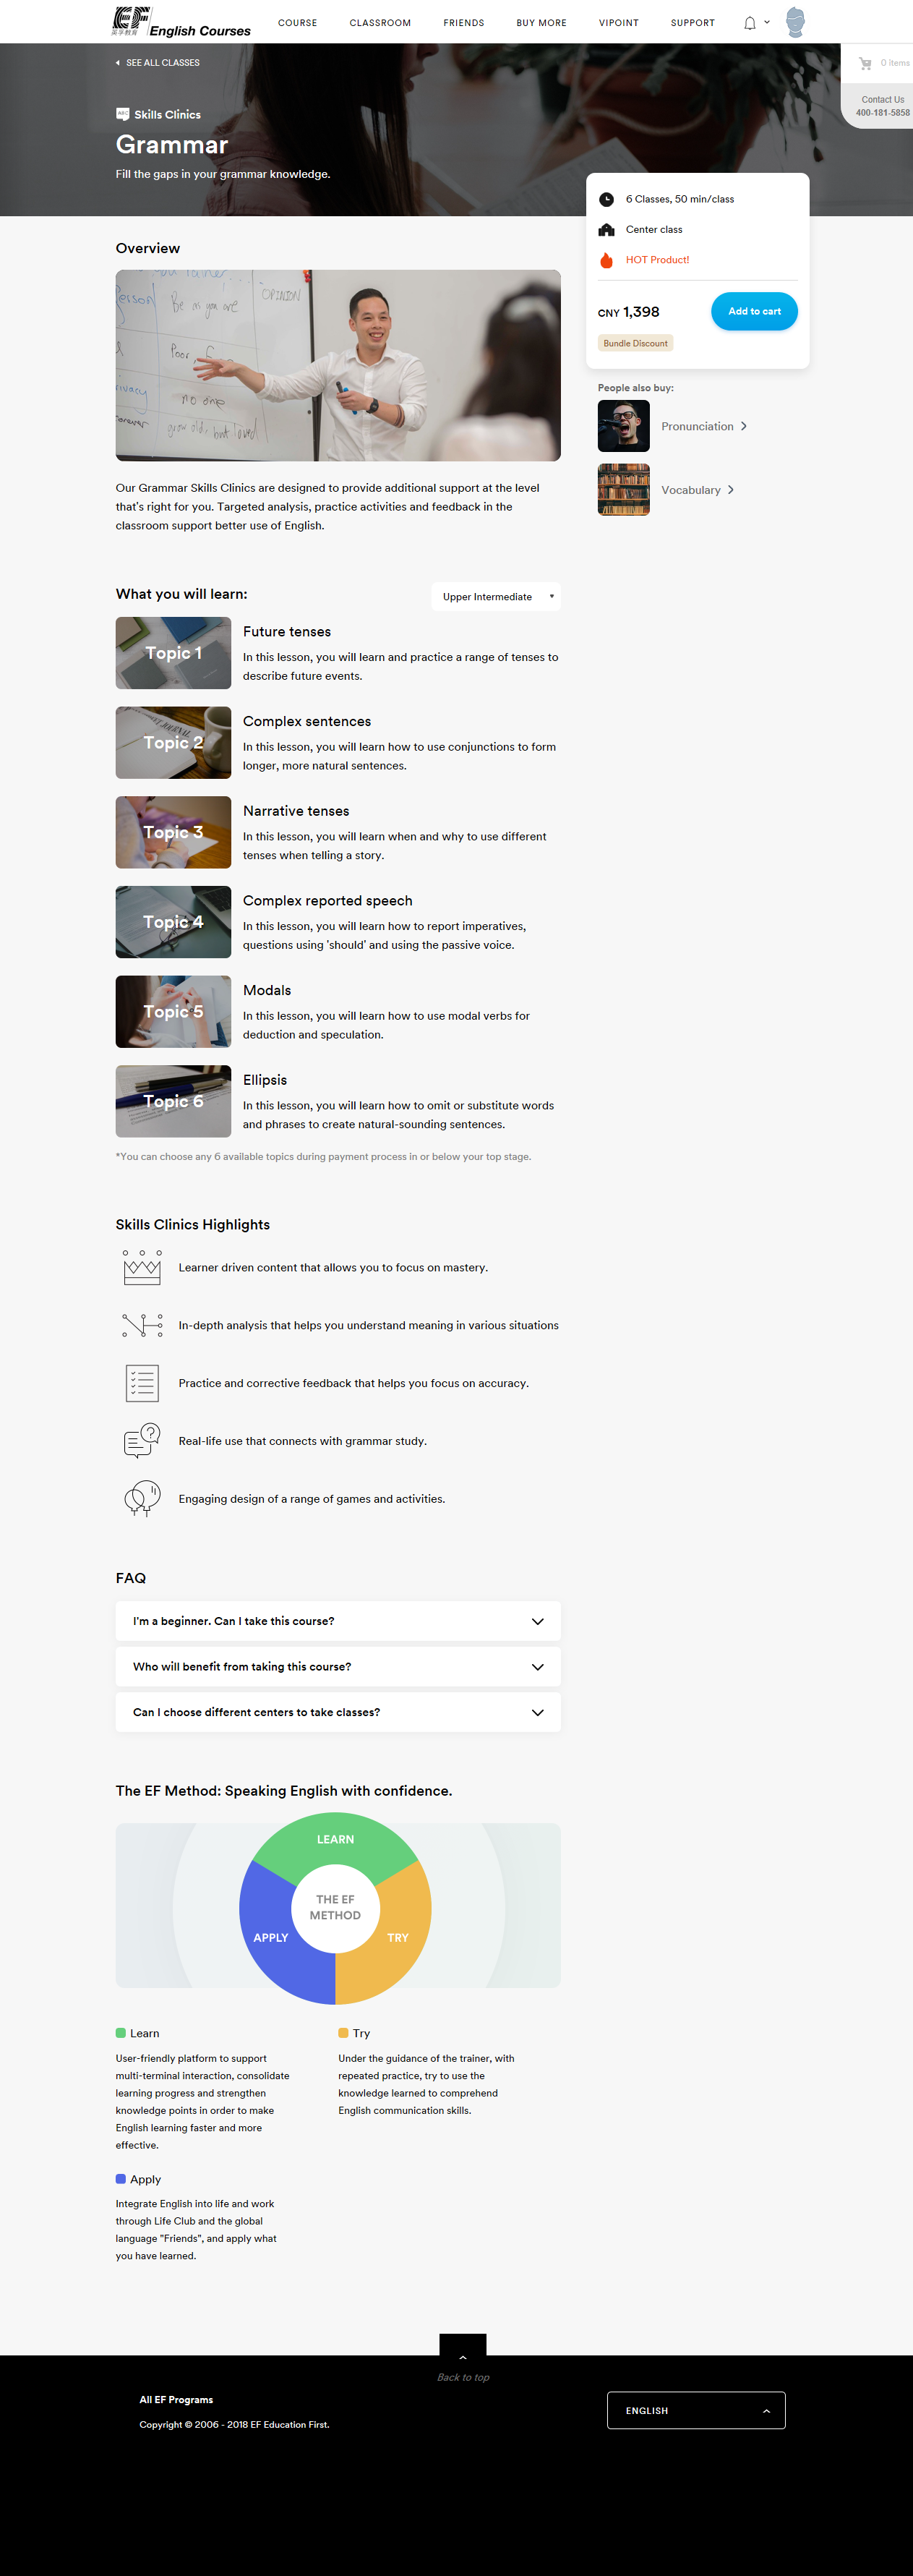 EF English Courses
英孚教育
COURSE
CLASSROOM
FRIENDS
BUY MORE
VIPOINT
SUPPORT
0 items
Contact Us
400-181-5858
SEE ALL CLASSES
Skills Clinics
Grammar
Fill the gaps in your grammar knowledge.
6 Classes, 50 min/class
Center class
HOT Product!
CNY 1,398
Add to cart
Bundle Discount
People also buy:
Pronunciation
Vocabulary
Overview
Be as you are
OPINION
Poor
no one
grow old, but loved
Our Grammar Skills Clinics are designed to provide additional support at the level
that's right for you. Targeted analysis, practice activities and feedback in the
classroom support better use of English.
What you will learn:
Upper Intermediate
Topic 1
Future tenses
In this lesson, you will learn and practice a range of tenses to
describe future events.
Topic 2
Complex sentences
In this lesson, you will learn how to use conjunctions to form
longer, more natural sentences.
Topic 3
Narrative tenses
In this lesson, you will learn when and why to use different
tenses when telling a story.
Topic 4
Complex reported speech
In this lesson, you will learn how to report imperatives,
questions using 'should' and using the passive voice.
Topic 5
Modals
In this lesson, you will learn how to use modal verbs for
deduction and speculation.
Topic 6
Ellipsis
In this lesson, you will learn how to omit or substitute words
and phrases to create natural-sounding sentences.
*You can choose any 6 available topics during payment process in or below your top stage.
Skills Clinics Highlights
Learner driven content that allows you to focus on mastery.
In-depth analysis that helps you understand meaning in various situations
Practice and corrective feedback that helps you focus on accuracy.
Real-life use that connects with grammar study.
Engaging design of a range of games and activities.
FAQ
I'm a beginner. Can I take this course?
Who will benefit from taking this course?
Can I choose different centers to take classes?
The EF Method: Speaking English with confidence.
LEARN
THE EF
METHOD
APPLY
TRY
Learn
User-friendly platform to support
multi-terminal interaction, consolidate
learning progress and strengthen
knowledge points in order to make
English learning faster and more
effective.
Try
Under the guidance of the trainer, with
repeated practice, try to use the
knowledge learned to comprehend
English communication skills.
Apply
Integrate English into life and work
through Life Club and the global
language "Friends", and apply what
you have learned.
Back to top
All EF Programs
Copyright © 2006 - 2018 EF Education First.
ENGLISH